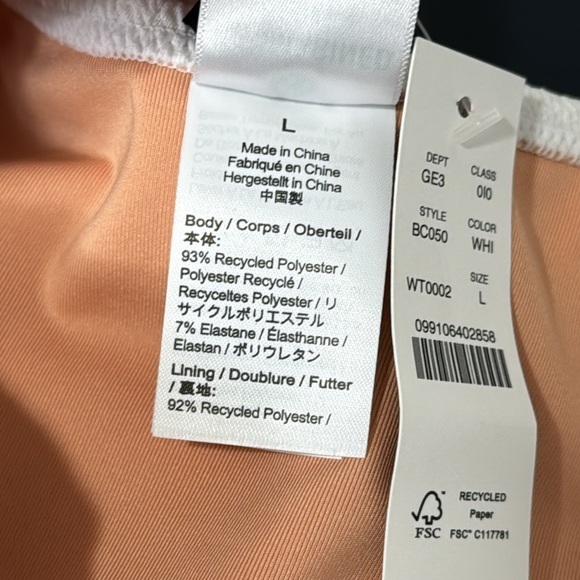 L
Made in China
Fabriqué en Chine
Hergestellt in China
中国製
Body / Corps / Oberteil /
本体:
93% Recycled Polyester /
Polyester Recyclé /
Recyceltes Polyester / リ
サイクルポリエステル
7% Elastane / Élasthanne /
Elastan / ポリウレタン
Lining / Doublure / Futter
/ 裏地:
92% Recycled Polyester /
DEPT CLASS
GE3 0I0
STYLE COLOR
BC050 WHI
SIZE
WT0002 L
099106402858
FSC
RECYCLED
Paper
FSC® C117781